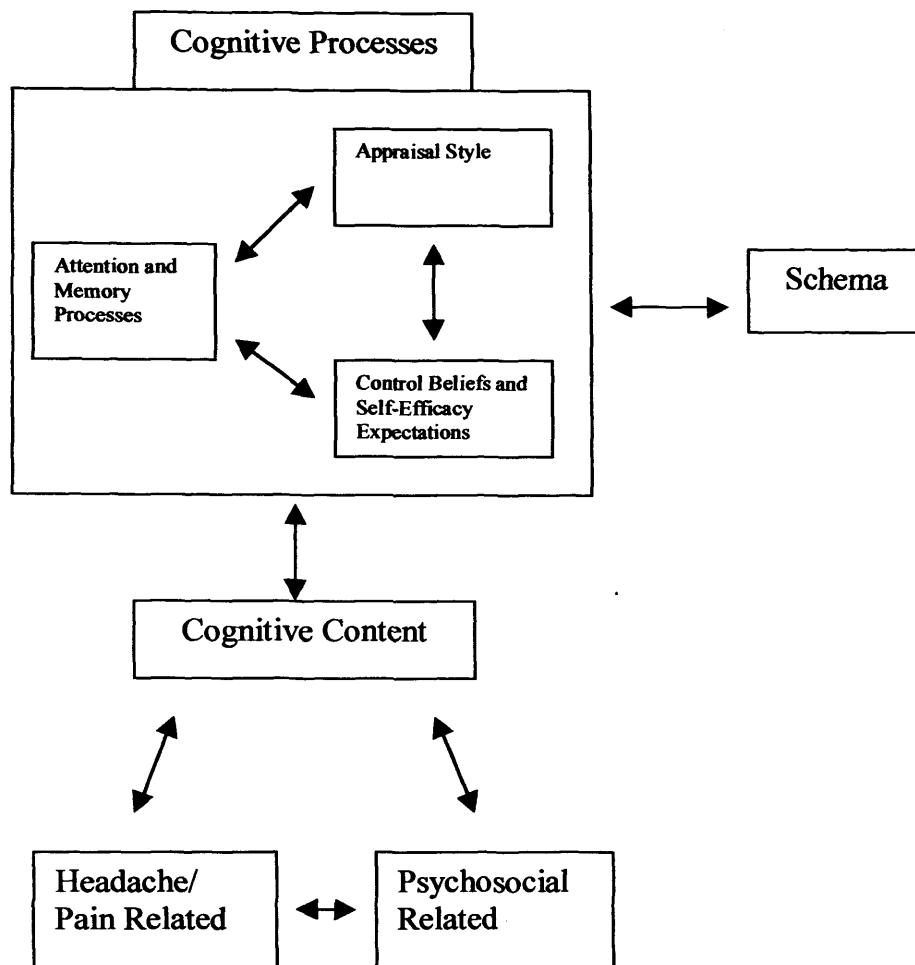 Cognitive Processes
Appraisal Style
Attention and
Memory
Processes
Schema
Control Beliefs and
Self-Efficacy
Expectations
Cognitive Content
Headache/
Pain Related
Psychosocial
Related